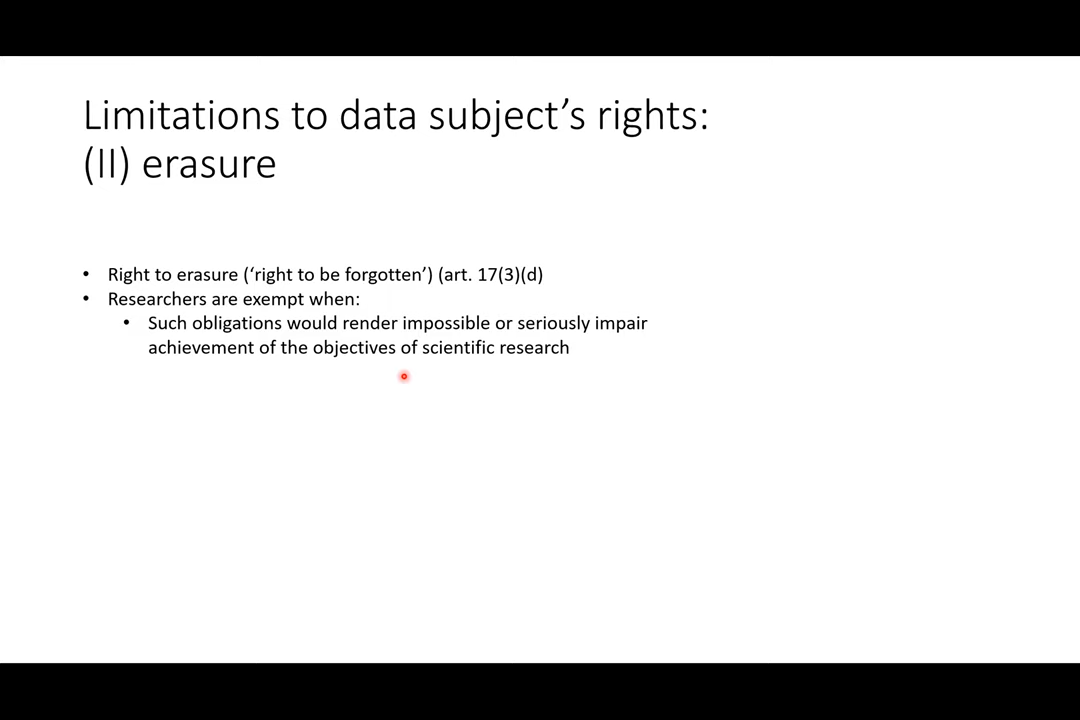 Limitations to data subject’s rights:
(II) erasure
• Right to erasure (‘right to be forgotten’) (art. 17(3)(d)
• Researchers are exempt when:
• Such obligations would render impossible or seriously impair
achievement of the objectives of scientific research